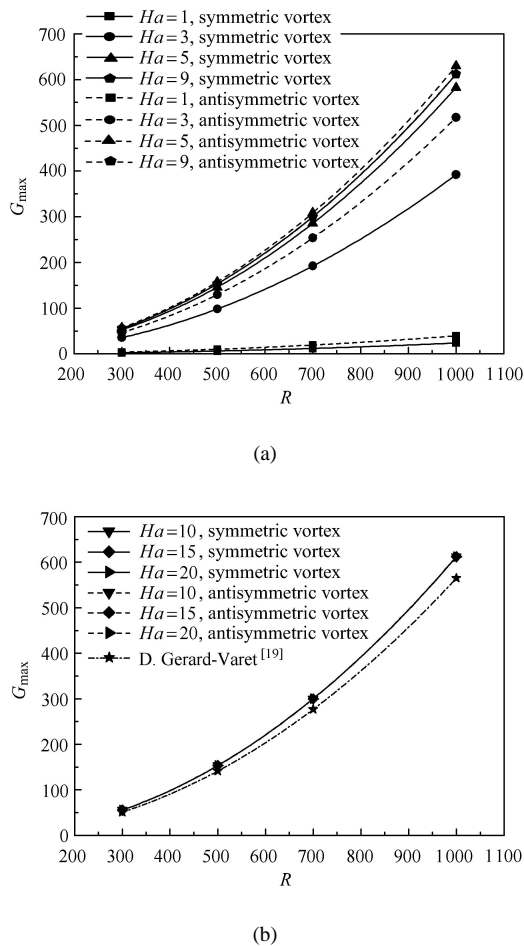 Ha=1, symmetric vortex
Ha=3, symmetric vortex
Ha=5, symmetric vortex
Ha=9, symmetric vortex
Ha=1, antisymmetric vortex
Ha=3, antisymmetric vortex
Ha=5, antisymmetric vortex
Ha=9, antisymmetric vortex
700
600
500
400
300
200
100
0
Gmax
200 300 400 500 600 700 800 900 1000 1100
R
(a)
Ha=10, symmetric vortex
Ha=15, symmetric vortex
Ha=20, symmetric vortex
Ha=10, antisymmetric vortex
Ha=15, antisymmetric vortex
Ha=20, antisymmetric vortex
D. Gerard-Varet [19]
700
600
500
400
300
200
100
0
Gmax
200 300 400 500 600 700 800 900 1000 1100
R
(b)